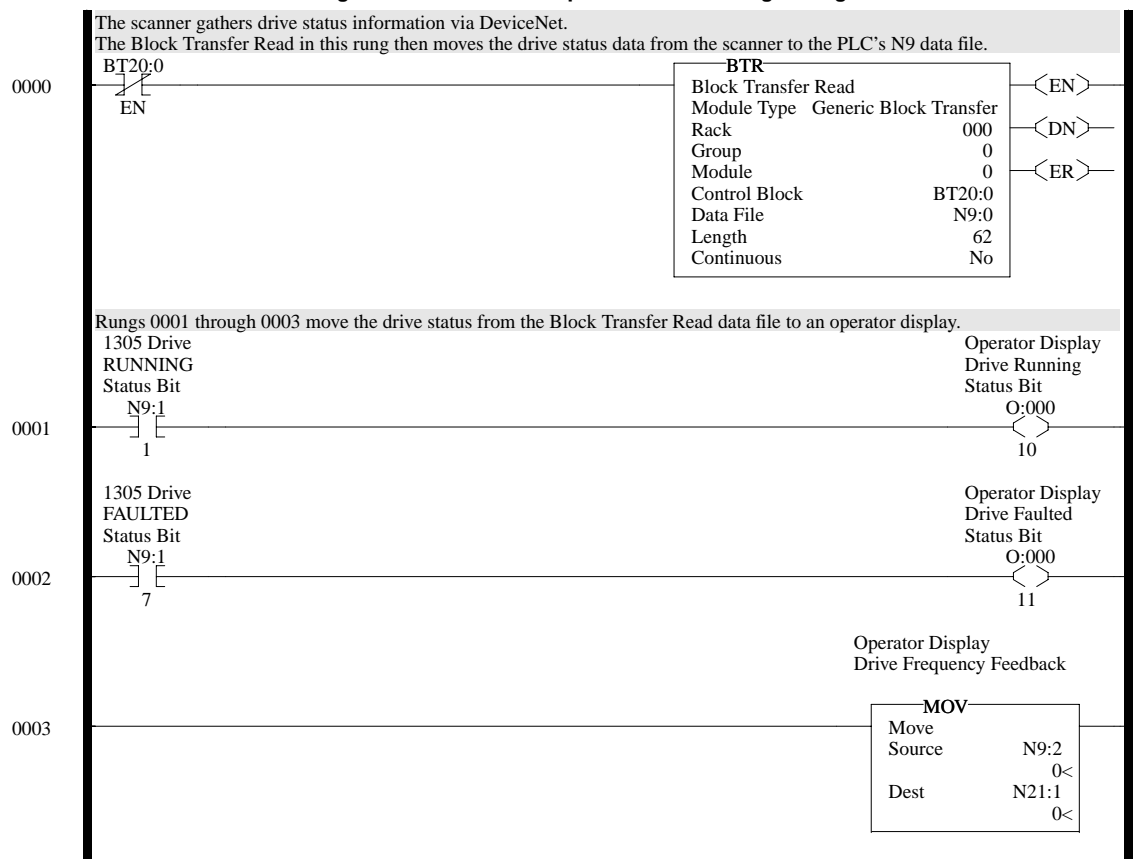 The scanner gathers drive status information via DeviceNet.
The Block Transfer Read in this rung then moves the drive status data from the scanner to the PLC's N9 data file.
0000
BT20:0
EN
BTR
Block Transfer Read
Module Type Generic Block Transfer
Rack 000
Group 0
Module 0
Control Block BT20:0
Data File N9:0
Length 62
Continuous No
EN
DN
ER
Rungs 0001 through 0003 move the drive status from the Block Transfer Read data file to an operator display.
0001
1305 Drive
RUNNING
Status Bit
N9:1
1
Operator Display
Drive Running
Status Bit
O:000
10
0002
1305 Drive
FAULTED
Status Bit
N9:1
7
Operator Display
Drive Faulted
Status Bit
O:000
11
0003
Operator Display
Drive Frequency Feedback
MOV
Move
Source N9:2
0<
Dest N21:1
0<